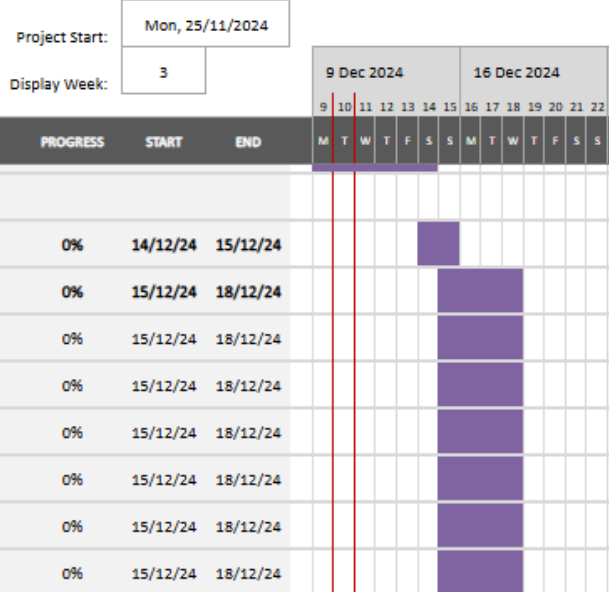 Project Start: Mon, 25/11/2024
Display Week: 3
9 Dec 2024 16 Dec 2024
9 10 11 12 13 14 15 16 17 18 19 20 21 22
PROGRESS START END M T W T F S S M T W T F S S
0% 14/12/24 15/12/24
0% 15/12/24 18/12/24
0% 15/12/24 18/12/24
0% 15/12/24 18/12/24
0% 15/12/24 18/12/24
0% 15/12/24 18/12/24
0% 15/12/24 18/12/24
0% 15/12/24 18/12/24